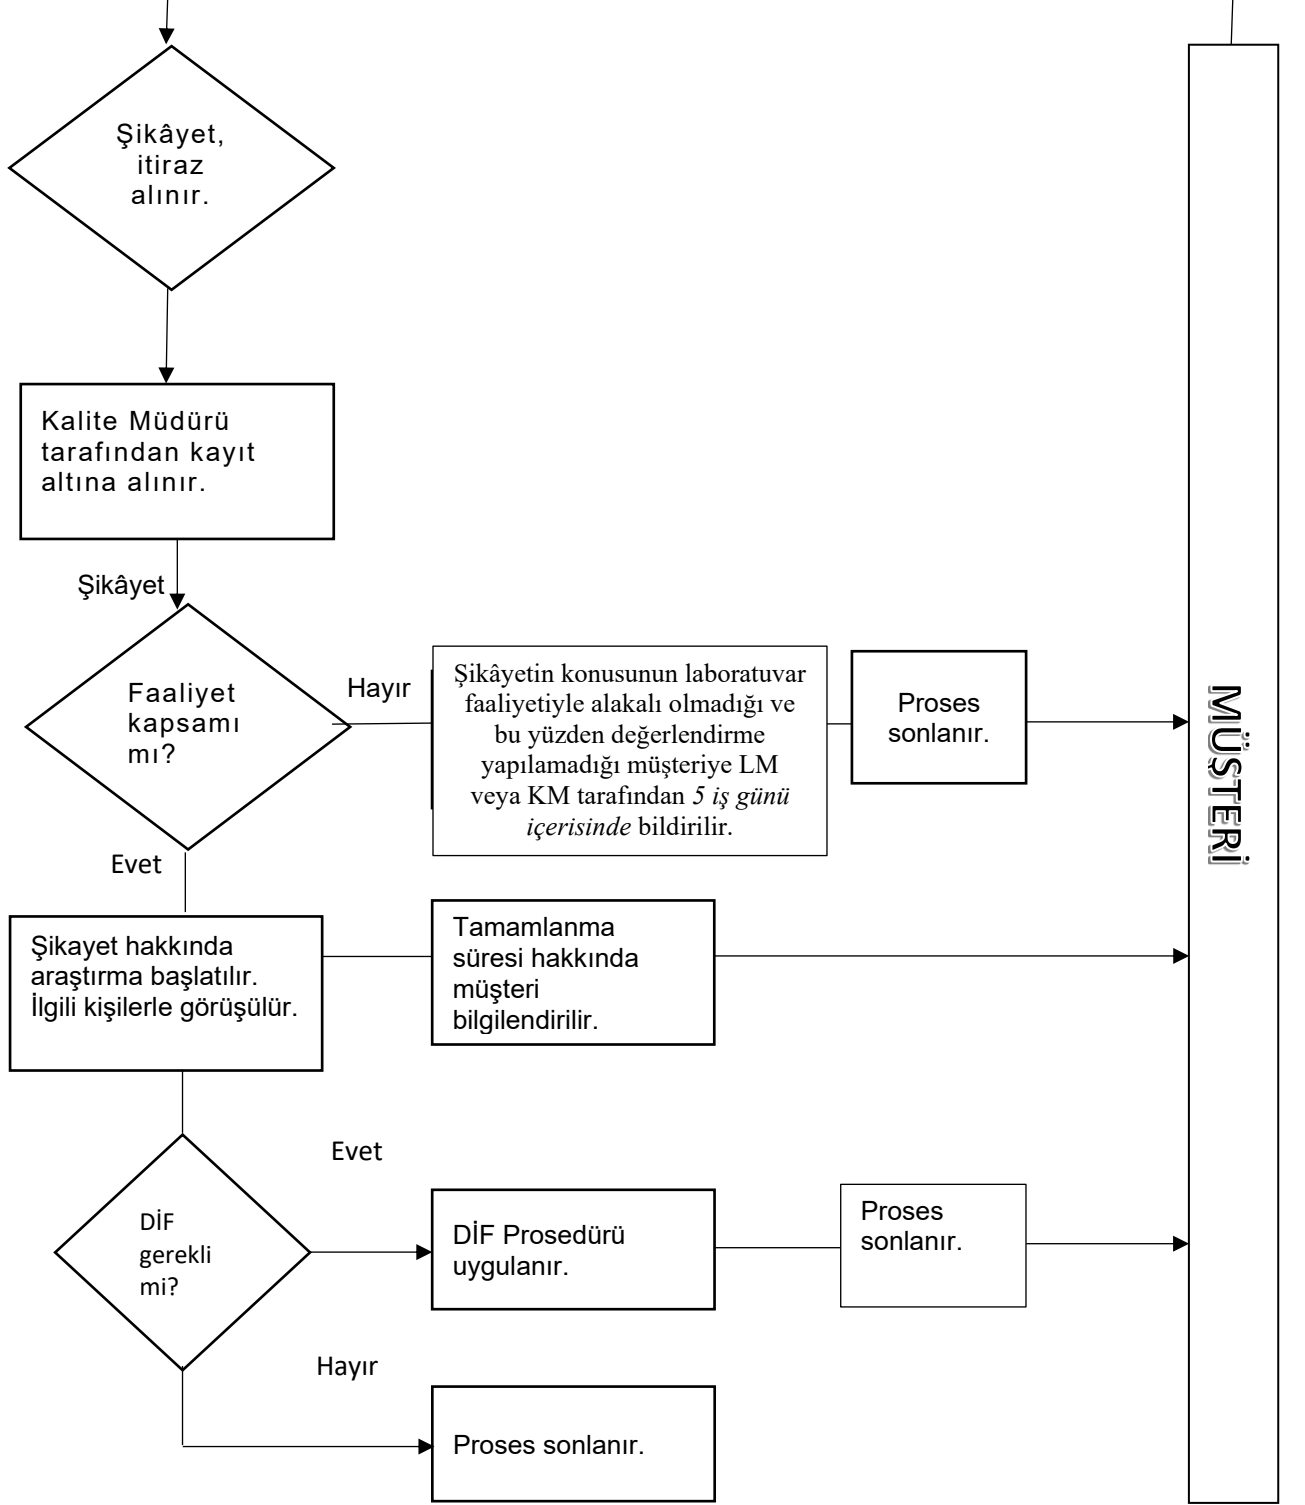 Şikâyet,
itiraz
alınır.
Kalite Müdürü
tarafından kayıt
altına alınır.
Şikâyet
Faaliyet
kapsamı
mı?
Hayır
Şikâyetin konusunun laboratuvar
faaliyetiyle alakalı olmadığı ve
bu yüzden değerlendirme
yapılamadığı müşteriye LM
veya KM tarafından 5 iş günü
içerisinde bildirilir.
Proses
sonlanır.
MÜŞTERİ
Evet
Şikayet hakkında
araştırma başlatılır.
İlgili kişilerle görüşülür.
Tamamlanma
süresi hakkında
müşteri
bilgilendirilir.
Evet
DİF
gerekli
mi?
DİF Prosedürü
uygulanır.
Proses
sonlanır.
Hayır
Proses sonlanır.